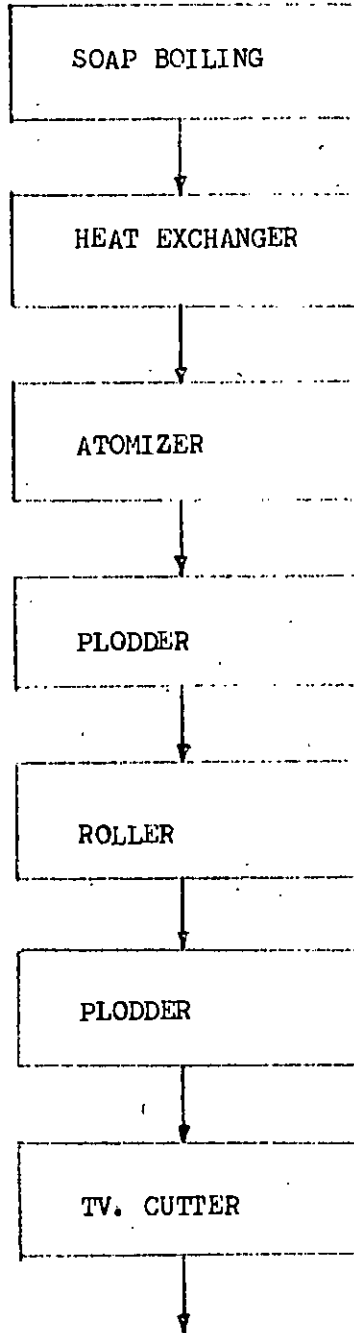 SOAP BOILING
HEAT EXCHANGER
ATOMIZER
PLODDER
ROLLER
PLODDER
TV. CUTTER